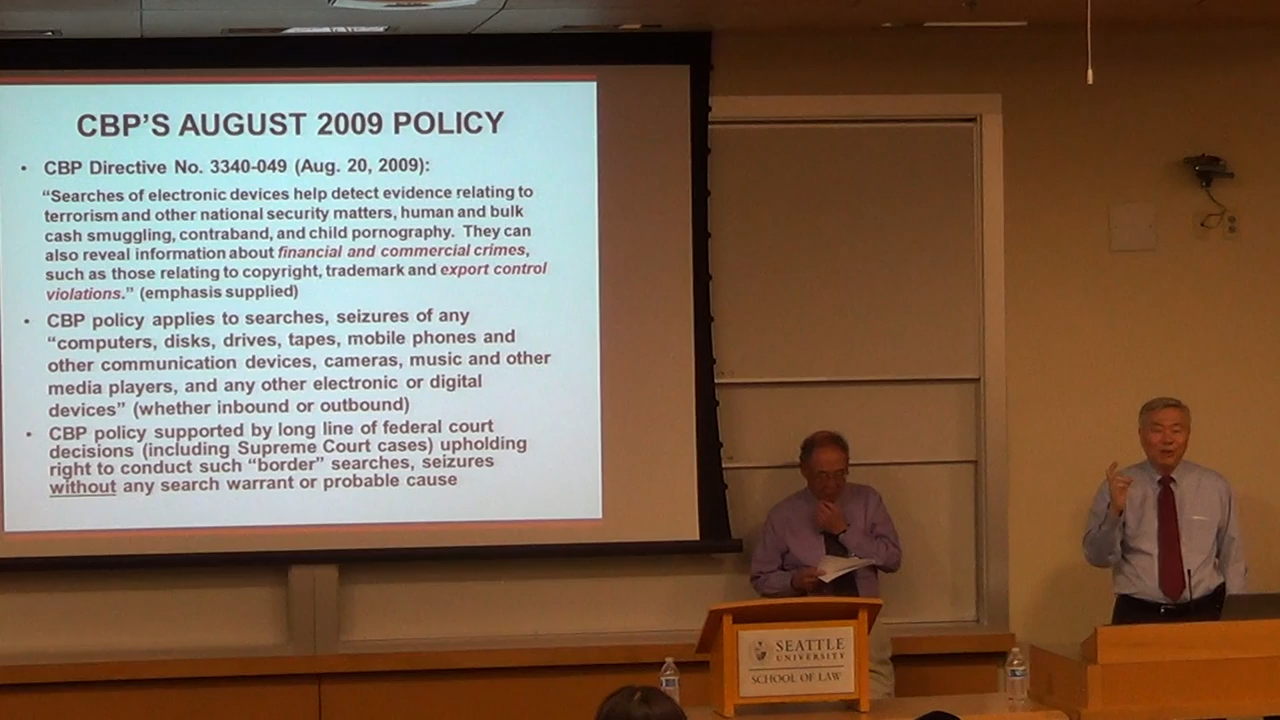 CBP'S AUGUST 2009 POLICY
• CBP Directive No. 3340-049 (Aug. 20, 2009):
“Searches of electronic devices help detect evidence relating to
terrorism and other national security matters, human and bulk
cash smuggling, contraband, and child pornography. They can
also reveal information about financial and commercial crimes,
such as those relating to copyright, trademark and export control
violations.” (emphasis supplied)
• CBP policy applies to searches, seizures of any
“computers, disks, drives, tapes, mobile phones and
other communication devices, cameras, music and other
media players, and any other electronic or digital
devices” (whether inbound or outbound)
• CBP policy supported by long line of federal court
decisions (including Supreme Court cases) upholding
right to conduct such “border” searches, seizures
without any search warrant or probable cause
SEATTLE
UNIVERSITY
SCHOOL OF LAW